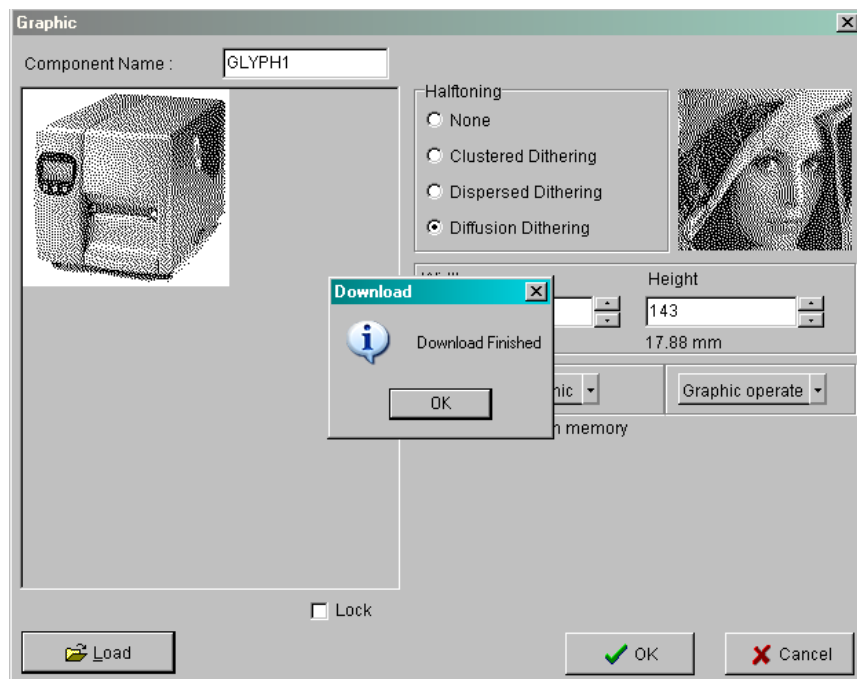 Graphic
Component Name :
GLYPH1
Halftoning
None
Clustered Dithering
Dispersed Dithering
Diffusion Dithering
Height
143
17.88 mm
Download
Download Finished
OK
Graphic operate
memory
Lock
Load
OK
Cancel